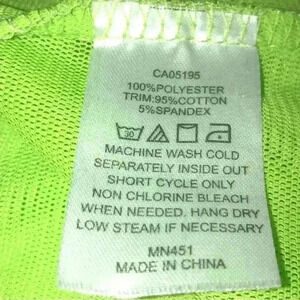 CA05195
100%POLYESTER
TRIM:95%COTTON
5%SPANDEX
30
MACHINE WASH COLD
SEPARATELY INSIDE OUT
SHORT CYCLE ONLY
NON CHLORINE BLEACH
WHEN NEEDED. HANG DRY
LOW STEAM IF NECESSARY
MN451
MADE IN CHINA